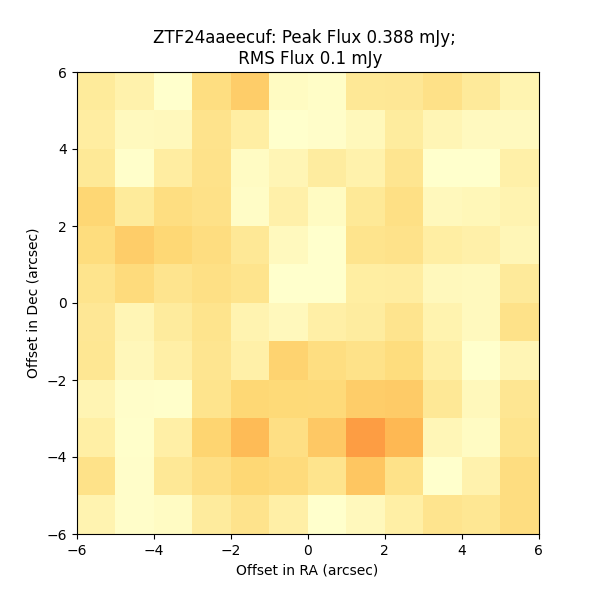 ZTF24aaeecuf: Peak Flux 0.388 mJy;
RMS Flux 0.1 mJy
6
4
2
0
−2
−4
−6
Offset in Dec (arcsec)
−6 −4 −2 0 2 4 6
Offset in RA (arcsec)